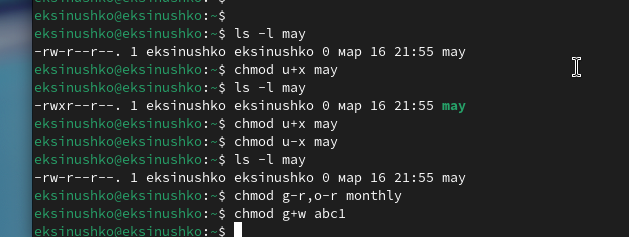 eksinushko@eksinushko:~$
eksinushko@eksinushko:~$ ls -l may
-rw-r--r--. 1 eksinushko eksinushko 0 мар 16 21:55 may
eksinushko@eksinushko:~$ chmod u+x may
eksinushko@eksinushko:~$ ls -l may
-rwxr--r--. 1 eksinushko eksinushko 0 мар 16 21:55 may
eksinushko@eksinushko:~$ chmod u+x may
eksinushko@eksinushko:~$ chmod u-x may
eksinushko@eksinushko:~$ ls -l may
-rw-r--r--. 1 eksinushko eksinushko 0 мар 16 21:55 may
eksinushko@eksinushko:~$ chmod g-r,o-r monthly
eksinushko@eksinushko:~$ chmod g+w abc1
eksinushko@eksinushko:~$